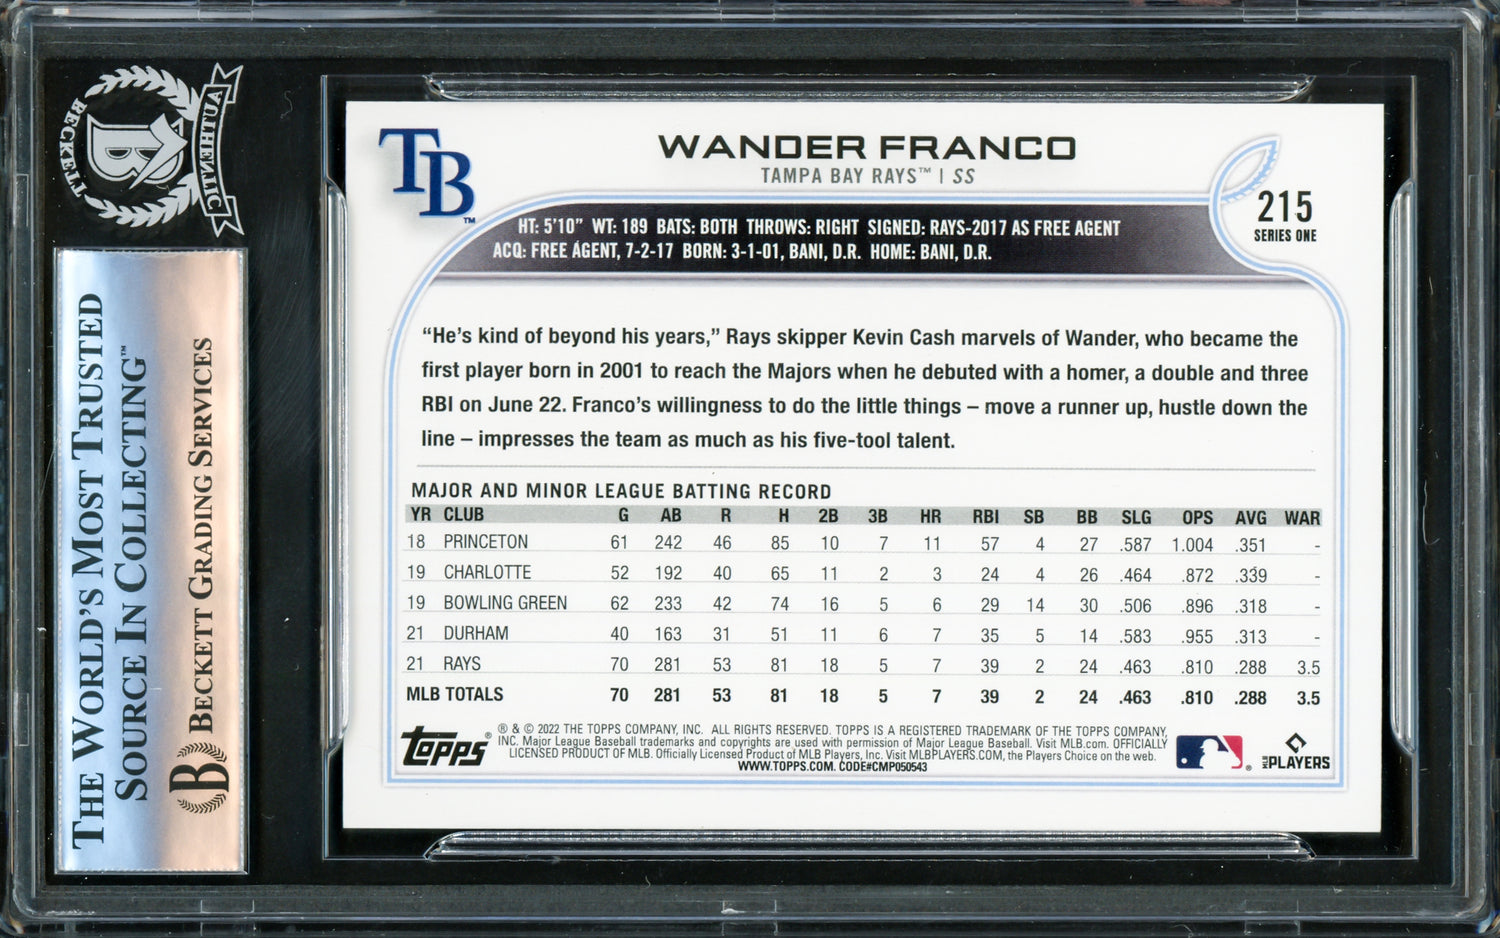 BECKETT
AUTHENTIC
THE WORLD'S MOST TRUSTED
SOURCE IN COLLECTING™
BECKETT GRADING SERVICES
TB™
WANDER FRANCO
TAMPA BAY RAYS™ | SS
215
SERIES ONE
HT: 5'10" WT: 189 BATS: BOTH THROWS: RIGHT SIGNED: RAYS-2017 AS FREE AGENT
ACQ: FREE AGENT, 7-2-17 BORN: 3-1-01, BANI, D.R. HOME: BANI, D.R.
“He’s kind of beyond his years,” Rays skipper Kevin Cash marvels of Wander, who became the
first player born in 2001 to reach the Majors when he debuted with a homer, a double and three
RBI on June 22. Franco’s willingness to do the little things – move a runner up, hustle down the
line – impresses the team as much as his five-tool talent.
MAJOR AND MINOR LEAGUE BATTING RECORD
YR CLUB G AB R H 2B 3B HR RBI SB BB SLG OPS AVG WAR
18 PRINCETON 61 242 46 85 10 7 11 57 4 27 .587 1.004 .351 -
19 CHARLOTTE 52 192 40 65 11 2 3 24 4 26 .464 .872 .339 -
19 BOWLING GREEN 62 233 42 74 16 5 6 29 14 30 .506 .896 .318 -
21 DURHAM 40 163 31 51 11 6 7 35 5 14 .583 .955 .313 -
21 RAYS 70 281 53 81 18 5 7 39 2 24 .463 .810 .288 3.5
MLB TOTALS 70 281 53 81 18 5 7 39 2 24 .463 .810 .288 3.5
topps®
® & © 2022 THE TOPPS COMPANY, INC. ALL RIGHTS RESERVED. TOPPS IS A REGISTERED TRADEMARK OF THE TOPPS COMPANY,
INC. Major League Baseball trademarks and copyrights are used with permission of Major League Baseball. Visit MLB.com. OFFICIALLY
LICENSED PRODUCT OF MLB. Officially Licensed Product of MLB Players, Inc. Visit MLBPLAYERS.COM, the Players Choice on the web.
WWW.TOPPS.COM. CODE#CMP050543
MLB PLAYERS